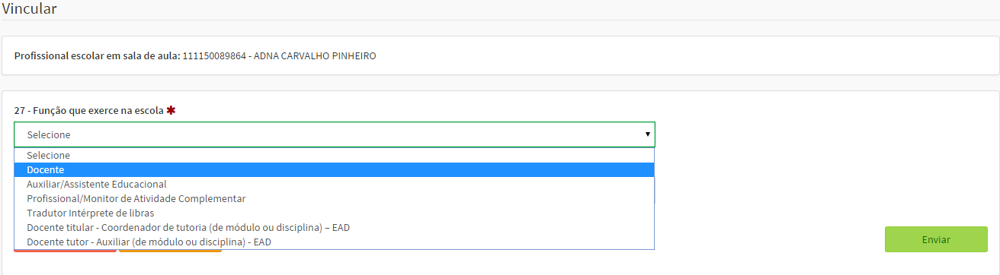 Vincular
Profissional escolar em sala de aula: 111150089864 - ADNA CARVALHO PINHEIRO
27 - Função que exerce na escola ✱
Selecione
Selecione
Docente
Auxiliar/Assistente Educacional
Profissional/Monitor de Atividade Complementar
Tradutor Intérprete de libras
Docente titular - Coordenador de tutoria (de módulo ou disciplina) – EAD
Docente tutor - Auxiliar (de módulo ou disciplina) - EAD
Enviar